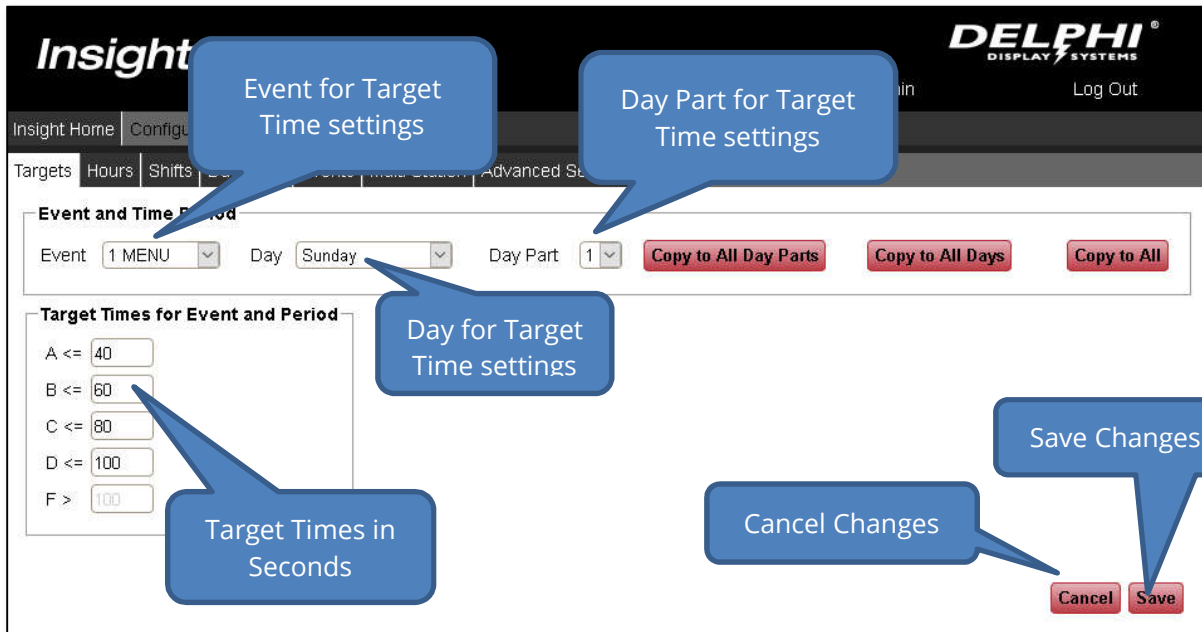 Insight
DELPHI®
DISPLAY SYSTEMS
Event for Target
Time settings
Day Part for Target
Time settings
Log Out
Insight Home
Targets Hours Shifts
Event and Time Period
Event 1 MENU Day Sunday Day Part 1 Copy to All Day Parts Copy to All Days Copy to All
Target Times for Event and Period
Day for Target
Time settings
A <= 40
B <= 60
C <= 80
D <= 100
F > 100
Target Times in
Seconds
Save Changes
Cancel Changes
Cancel Save